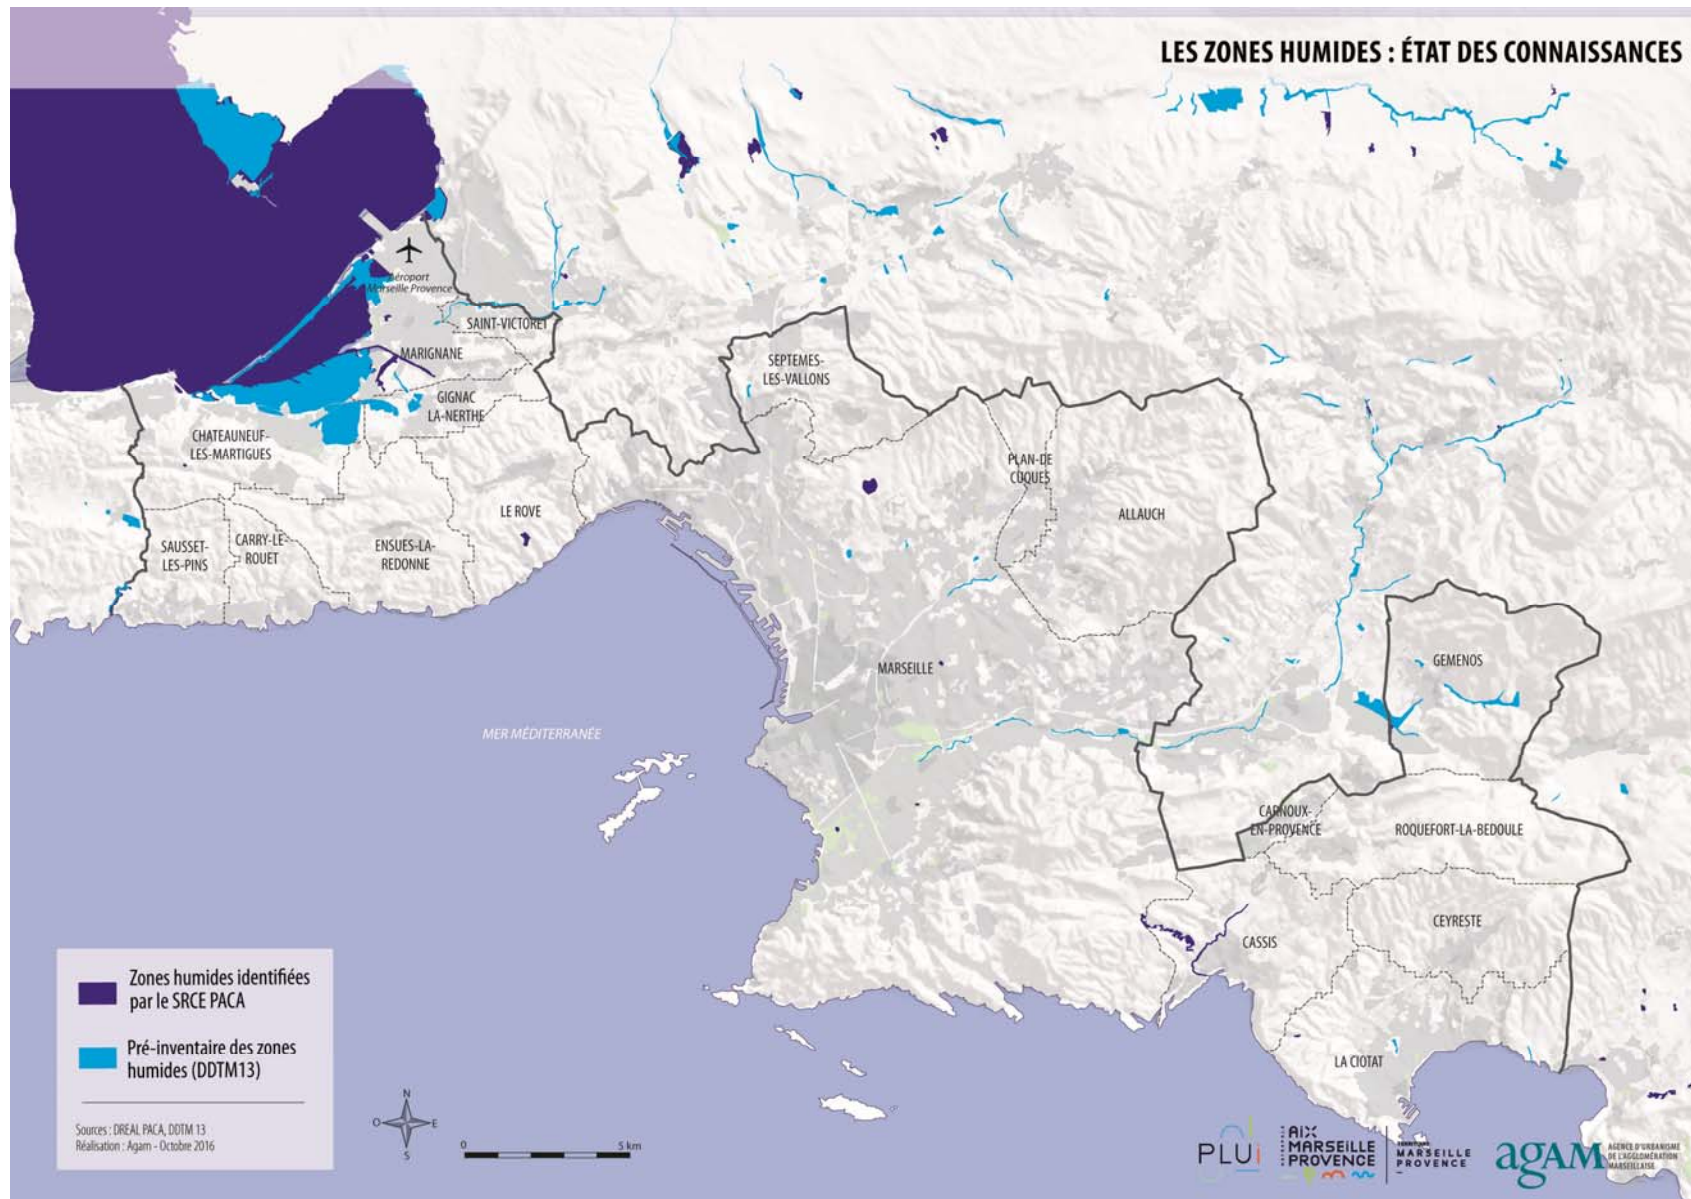 LES ZONES HUMIDES : ÉTAT DES CONNAISSANCES
Aéroport
Marseille Provence
SAINT-VICTORET
MARIGNANE
SEPTEMES-
LES-VALLONS
GIGNAC
LA-NERTHE
CHATEAUNEUF-
LES-MARTIGUES
PLAN-DE
CUQUES
ALLAUCH
LE ROVE
SAUSSET-
LES-PINS
CARRY-LE-
ROUET
ENSUES-LA-
REDONNE
MARSEILLE
GEMENOS
MER MÉDITERRANÉE
CARNOUX-
EN-PROVENCE
ROQUEFORT-LA-BEDOULE
CEYRESTE
CASSIS
LA CIOTAT
Zones humides identifiées
par le SRCE PACA
Pré-inventaire des zones
humides (DDTM13)
Sources : DREAL PACA, DDTM 13
Réalisation : Agam - Octobre 2016
N
O
E
S
0
5 km
PLUi
AIX
MARSEILLE
PROVENCE
MARSEILLE
PROVENCE
agAM
AGENCE D'URBANISME
DE L'AGGLOMÉRATION
MARSEILLAISE